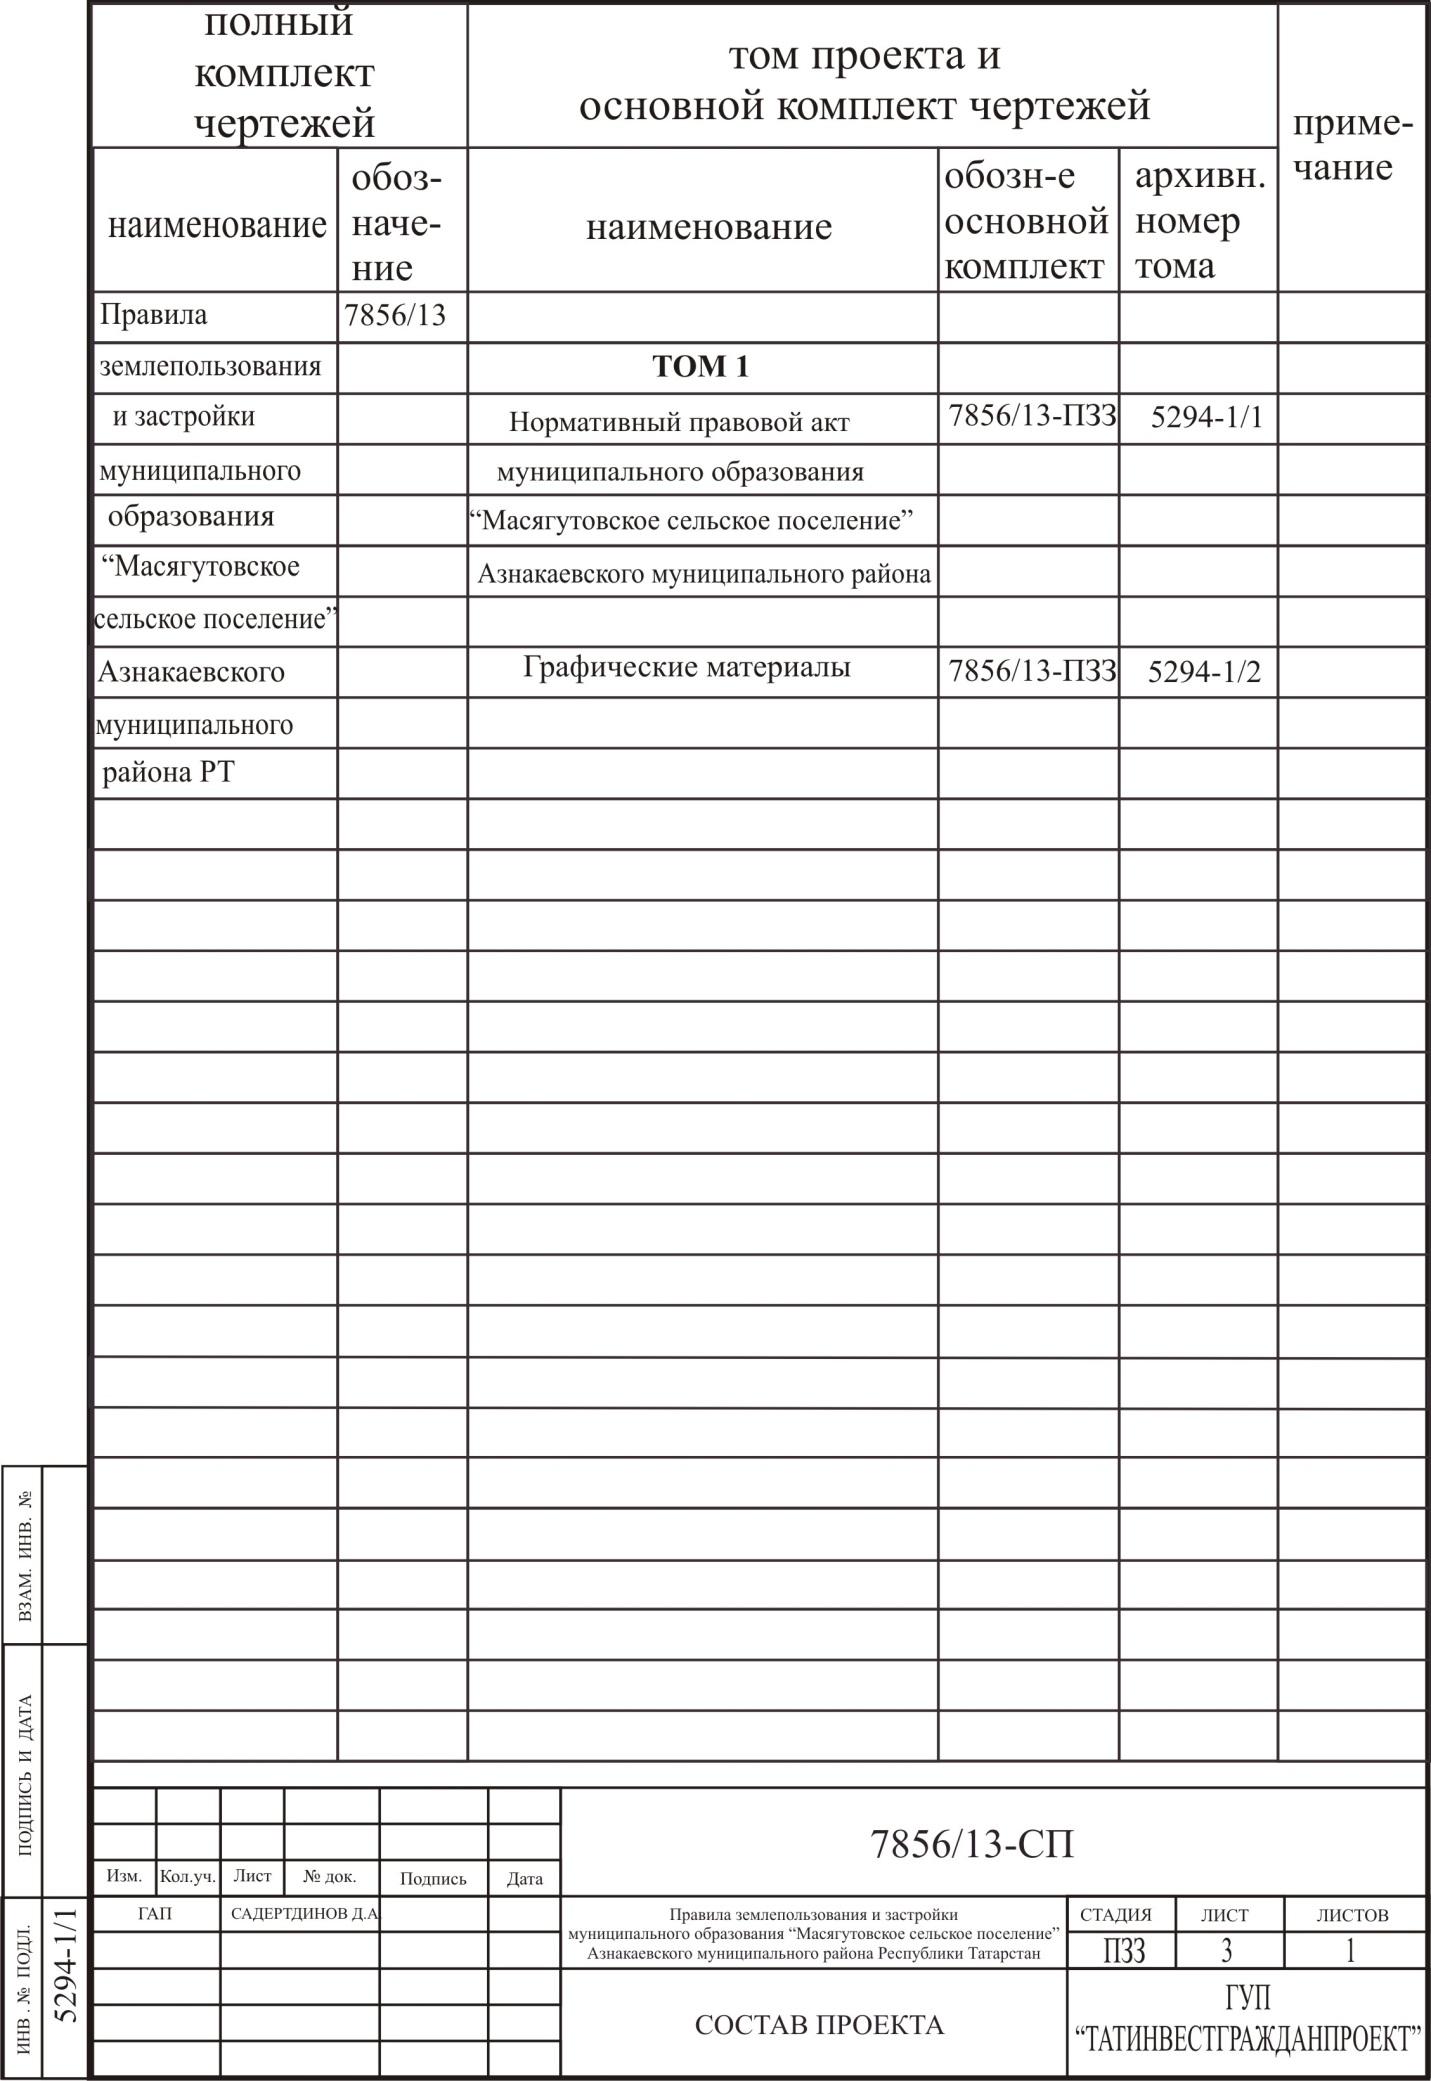 полный
комплект
чертежей
том проекта и
основной комплект чертежей
приме-
чание
наименование
обоз-
наче-
ние
наименование
обозн-е
основной
комплект
архивн.
номер
тома
Правила 7856/13
землепользования ТОМ 1
и застройки Нормативный правовой акт 7856/13-ПЗЗ 5294-1/1
муниципального муниципального образования
образования “Масягутовское сельское поселение”
“Масягутовское Азнакаевского муниципального района
сельское поселение”
Азнакаевского Графические материалы 7856/13-ПЗЗ 5294-1/2
муниципального
района РТ
ВЗАМ. ИНВ. №
ПОДПИСЬ И ДАТА
ИНВ . № ПОДЛ.
5294-1/1
7856/13-СП
Изм. Кол.уч. Лист № док. Подпись Дата
ГАП САДЕРТДИНОВ Д.А.
Правила землепользования и застройки
муниципального образования “Масягутовское сельское поселение”
Азнакаевского муниципального района Республики Татарстан
СТАДИЯ ЛИСТ ЛИСТОВ
ПЗЗ 3 1
СОСТАВ ПРОЕКТА
ГУП
“ТАТИНВЕСТГРАЖДАНПРОЕКТ”